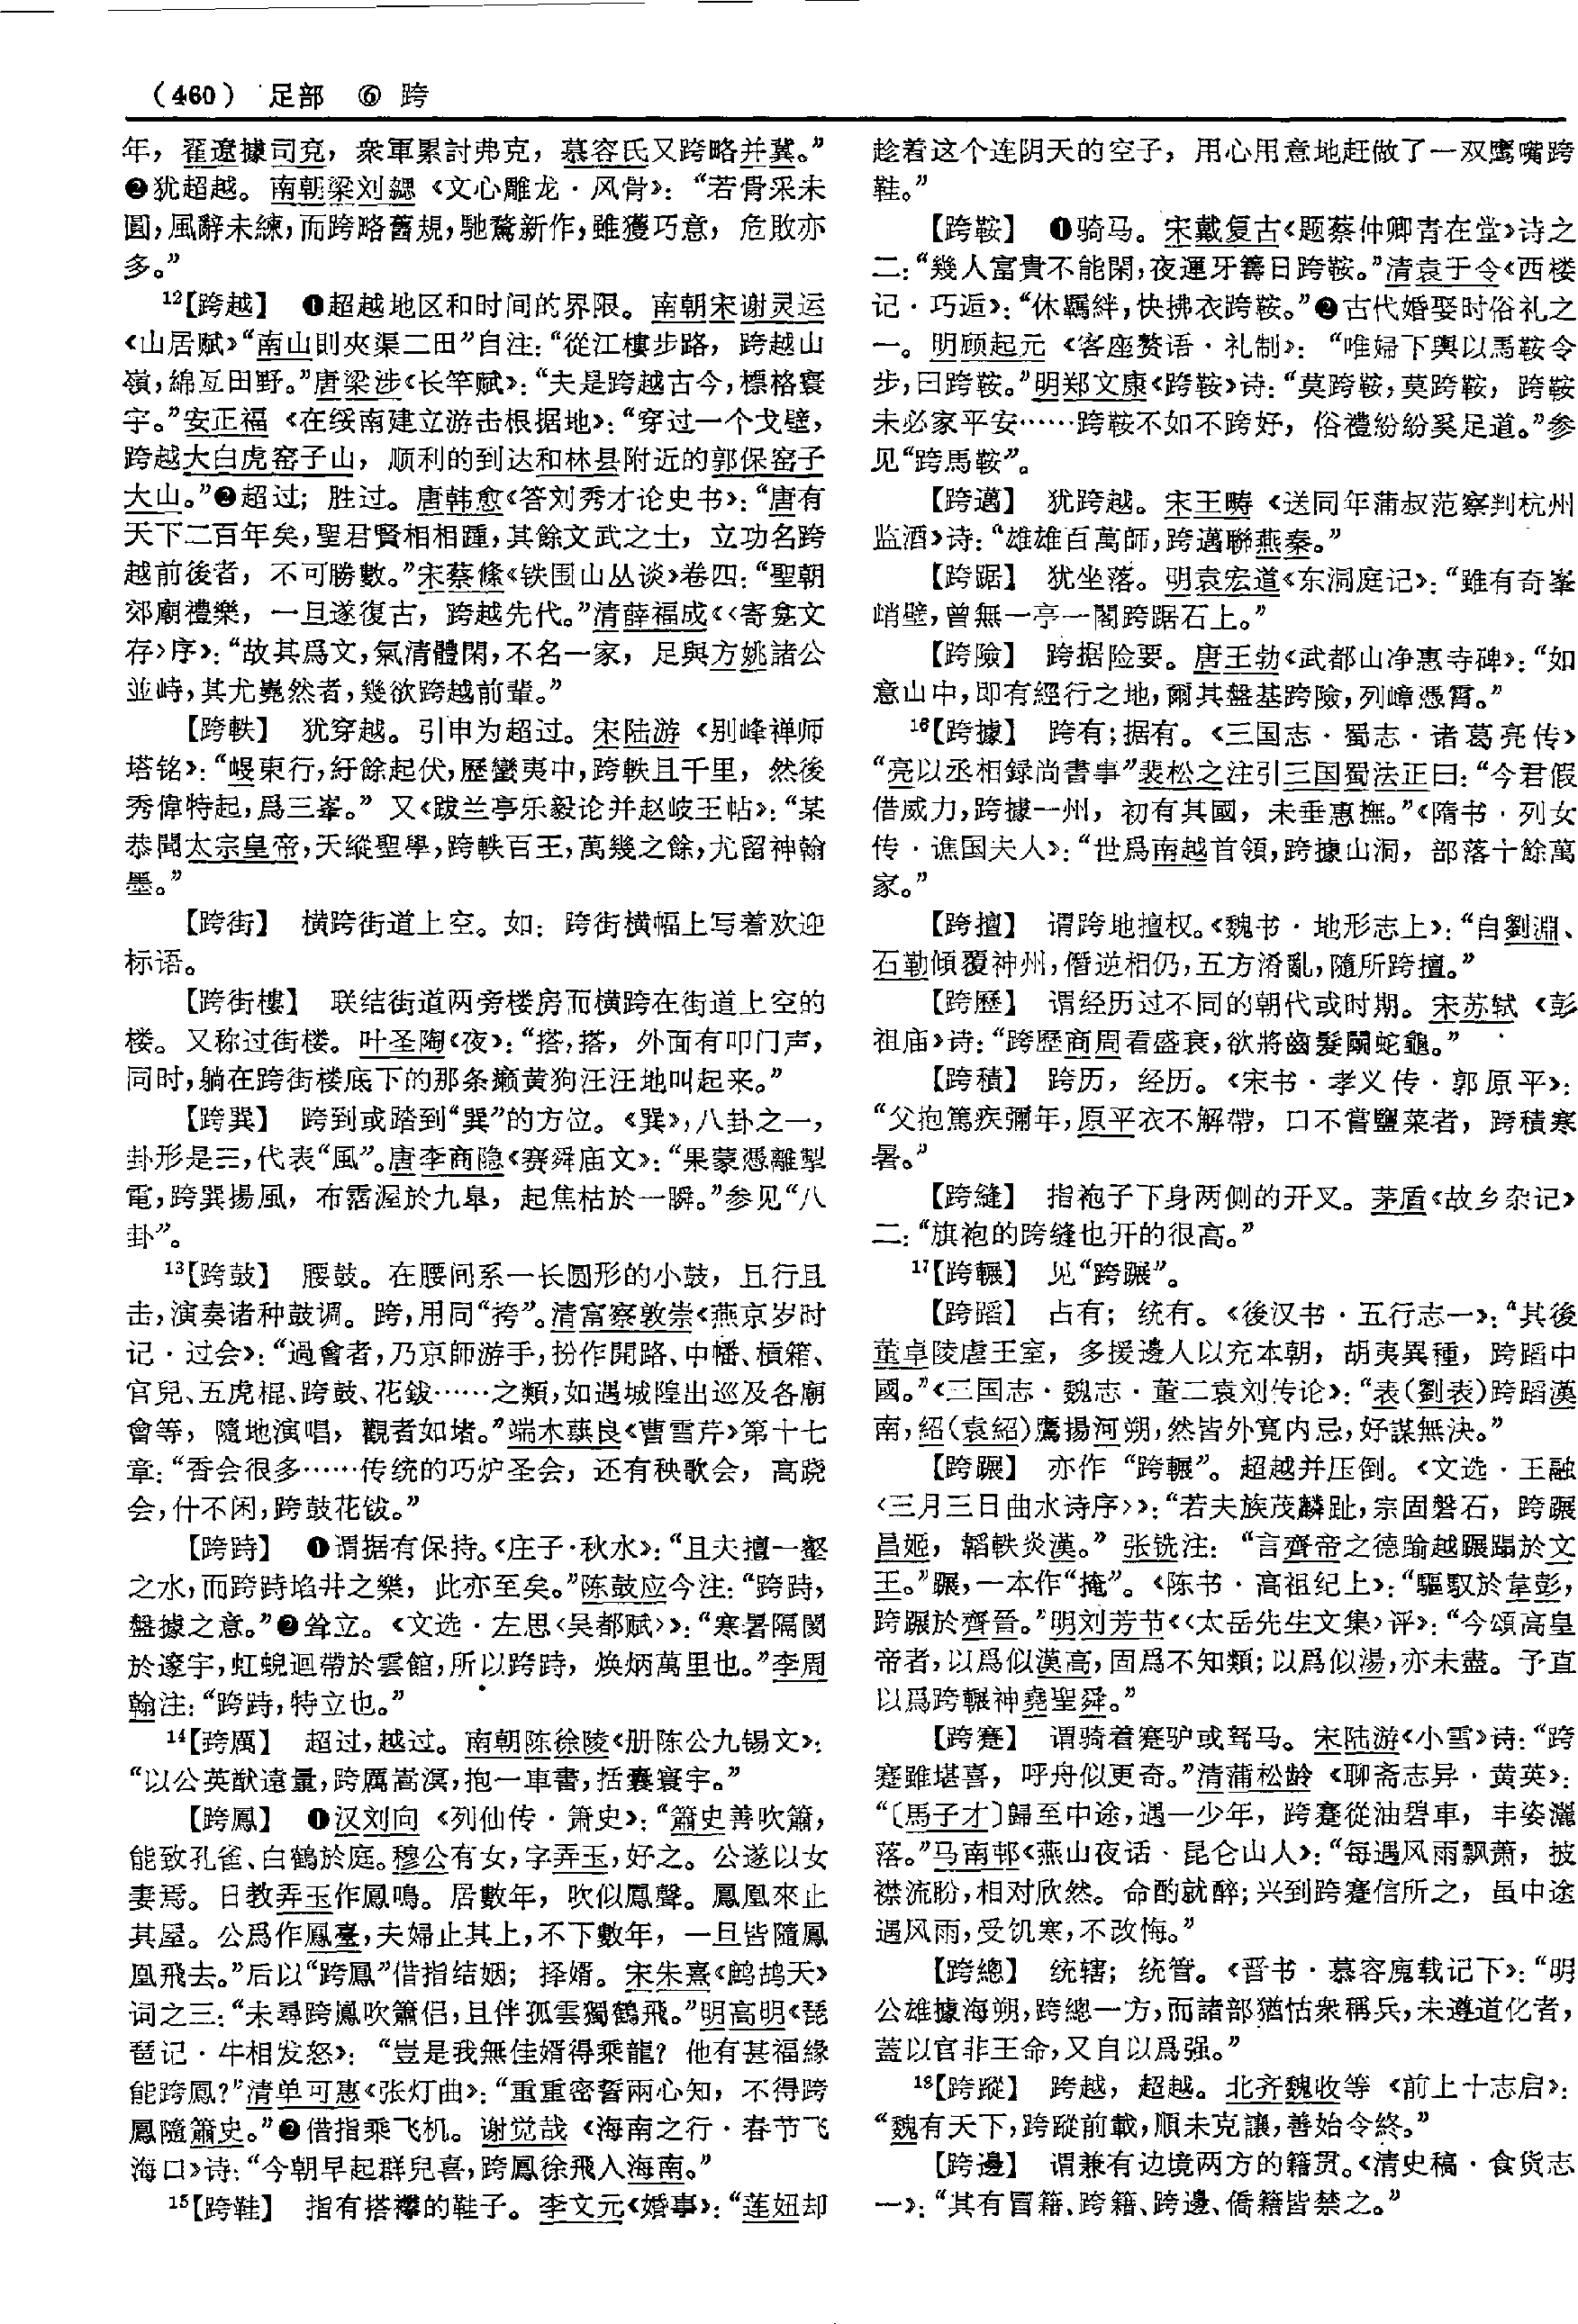 （460） 足部 ⑥ 跨
年，翟遼據司兗，衆軍累討弗克，慕容氏又跨略并冀。”
❷犹超越。南朝梁刘勰《文心雕龙·风骨》：“若骨采未
圓，風辭未練，而跨略舊規，馳騖新作，雖獲巧意，危敗亦
多。”
12【跨越】 ❶超越地区和时间的界限。南朝宋谢灵运
《山居赋》“南山則夾渠二田”自注：“從江樓步路，跨越山
嶺，綿亙田野。”唐梁涉《长竿赋》：“夫是跨越古今，標格寰
宇。”安正福《在绥南建立游击根据地》：“穿过一个戈壁，
跨越大白虎窑子山，顺利的到达和林县附近的郭保窑子
大山。”❷超过；胜过。唐韩愈《答刘秀才论史书》：“唐有
天下二百年矣，聖君賢相相踵，其餘文武之士，立功名跨
越前後者，不可勝數。”宋蔡絛《铁围山丛谈》卷四：“聖朝
郊廟禮樂，一旦遂復古，跨越先代。”清薛福成《〈寄龛文
存〉序》：“故其爲文，氣清體閑，不名一家，足與方姚諸公
並峙，其尤嶤然者，幾欲跨越前輩。”
【跨軼】 犹穿越。引申为超过。宋陆游《别峰禅师
塔铭》：“嶓東行，紆餘起伏，歷蠻夷中，跨軼且千里，然後
秀偉特起，爲三峯。”又《跋兰亭乐毅论并赵岐王帖》：“某
恭聞太宗皇帝，天縱聖學，跨軼百王，萬幾之餘，尤留神翰
墨。”
【跨街】 横跨街道上空。如：跨街横幅上写着欢迎
标语。
【跨街樓】 联结街道两旁楼房而横跨在街道上空的
楼。又称过街楼。叶圣陶《夜》：“搭，搭，外面有叩门声，
同时，躺在跨街楼底下的那条癞黄狗汪汪地叫起来。”
【跨巽】 跨到或踏到“巽”的方位。《巽》，八卦之一，
卦形是☴，代表“風”。唐李商隐《赛舜庙文》：“果蒙憑離掣
電，跨巽揚風，布霑渥於九皋，起焦枯於一瞬。”参见“八
卦”。
13【跨鼓】 腰鼓。在腰间系一长圆形的小鼓，且行且
击，演奏诸种鼓调。跨，用同“挎”。清富察敦崇《燕京岁时
记·过会》：“過會者，乃京師游手，扮作開路、中幡、槓箱、
官兒、五虎棍、跨鼓、花鈸……之類，如遇城隍出巡及各廟
會等，隨地演唱，觀者如堵。”端木蕻良《曹雪芹》第十七
章：“香会很多……传统的巧炉圣会，还有秧歌会，高跷
会，什不闲，跨鼓花钹。”
【跨跱】 ❶谓据有保持。《庄子·秋水》：“且夫擅一壑
之水，而跨跱埳井之樂，此亦至矣。”陈鼓应今注：“跨跱，
盤據之意。”❷耸立。《文选·左思〈吴都赋〉》：“寒暑隔閡
於邃宇，虹蜺迴帶於雲館，所以跨跱，焕炳萬里也。”李周
翰注：“跨跱，特立也。”
14【跨厲】 超过，越过。南朝陈徐陵《册陈公九锡文》：
“以公英猷遠量，跨厲嵩溟，抱一車書，括囊寰宇。”
【跨鳳】 ❶汉刘向《列仙传·箫史》：“簫史善吹簫，
能致孔雀、白鶴於庭。穆公有女，字弄玉，好之。公遂以女
妻焉。日教弄玉作鳳鳴。居數年，吹似鳳聲。鳳凰來止
其屋。公爲作鳳臺，夫婦止其上，不下數年，一旦皆隨鳳
凰飛去。”后以“跨鳳”借指结姻；择婿。宋朱熹《鹧鸪天》
词之三：“未尋跨鳳吹簫侣，且伴孤雲獨鶴飛。”明高明《琵
琶记·牛相发怒》：“豈是我無佳婿得乘龍？他有甚福緣
能跨鳳？”清单可惠《张灯曲》：“重重密誓兩心知，不得跨
鳳隨簫史。”❷借指乘飞机。谢觉哉《海南之行·春节飞
海口》诗：“今朝早起群兒喜，跨鳳徐飛入海南。”
15【跨鞋】 指有搭襻的鞋子。李文元《婚事》：“莲妞却
趁着这个连阴天的空子，用心用意地赶做了一双鹰嘴跨
鞋。”
【跨鞍】 ❶骑马。宋戴复古《题蔡仲卿青在堂》诗之
二：“幾人富貴不能閑，夜運牙籌日跨鞍。”清袁于令《西楼
记·巧逅》：“休羈絆，快拂衣跨鞍。”❷古代婚娶时俗礼之
一。明顾起元《客座赘语·礼制》：“唯婦下輿以馬鞍令
步，曰跨鞍。”明郑文康《跨鞍》诗：“莫跨鞍，莫跨鞍，跨鞍
未必家平安……跨鞍不如不跨好，俗禮紛紛奚足道。”参
见“跨馬鞍”。
【跨邁】 犹跨越。宋王畴《送同年蒲叔范察判杭州
监酒》诗：“雄雄百萬師，跨邁聯燕秦。”
【跨踞】 犹坐落。明袁宏道《东洞庭记》：“雖有奇峯
峭壁，曾無一亭一閣跨踞石上。”
【跨險】 跨据险要。唐王勃《武都山净惠寺碑》：“如
意山中，即有經行之地，爾其盤基跨險，列嶂憑霄。”
16【跨據】 跨有；据有。《三国志·蜀志·诸葛亮传》
“亮以丞相録尚書事”裴松之注引三国蜀法正曰：“今君假
借威力，跨據一州，初有其國，未垂惠撫。”《隋书·列女
传·谯国夫人》：“世爲南越首領，跨據山洞，部落十餘萬
家。”
【跨擅】 谓跨地擅权。《魏书·地形志上》：“自劉淵、
石勒傾覆神州，僭逆相仍，五方淆亂，隨所跨擅。”
【跨歷】 谓经历过不同的朝代或时期。宋苏轼《彭
祖庙》诗：“跨歷商周看盛衰，欲將齒髮鬭蛇龜。”
【跨積】 跨历，经历。《宋书·孝义传·郭原平》：
“父抱篤疾彌年，原平衣不解帶，口不嘗鹽菜者，跨積寒
暑。”
【跨縫】 指袍子下身两侧的开叉。茅盾《故乡杂记》
二：“旗袍的跨缝也开的很高。”
17【跨輾】 见“跨蹍”。
【跨蹈】 占有；统有。《後汉书·五行志一》：“其後
董卓陵虐王室，多援邊人以充本朝，胡夷異種，跨蹈中
國。”《三国志·魏志·董二袁刘传论》：“表（劉表）跨蹈漢
南，紹（袁紹）鷹揚河朔，然皆外寬内忌，好謀無決。”
【跨蹍】 亦作“跨輾”。超越并压倒。《文选·王融
〈三月三日曲水诗序〉》：“若夫族茂麟趾，宗固磐石，跨蹍
昌姬，韜軼炎漢。”张铣注：“言齊帝之德踰越蹍蹋於文
王。”蹍，一本作“掩”。《陈书·高祖纪上》：“驅馭於韋彭，
跨蹍於齊晉。”明刘芳节《〈太岳先生文集〉评》：“今頌高皇
帝者，以爲似漢高，固爲不知類；以爲似湯，亦未盡。予直
以爲跨輾神堯聖舜。”
【跨蹇】 谓骑着蹇驴或驽马。宋陆游《小雪》诗：“跨
蹇雖堪喜，呼舟似更奇。”清蒲松龄《聊斋志异·黄英》：
“〔馬子才〕歸至中途，遇一少年，跨蹇從油碧車，丰姿灑
落。”马南邨《燕山夜话·昆仑山人》：“每遇风雨飘萧，披
襟流盼，相对欣然。命酌就醉；兴到跨蹇信所之，虽中途
遇风雨，受饥寒，不改悔。”
【跨總】 统辖；统管。《晋书·慕容廆载记下》：“明
公雄據海朔，跨總一方，而諸部猶怙衆稱兵，未遵道化者，
蓋以官非王命，又自以爲强。”
18【跨蹤】 跨越，超越。北齐魏收等《前上十志启》：
“魏有天下，跨蹤前載，順末克讓，善始令終。”
【跨邊】 谓兼有边境两方的籍贯。《清史稿·食货志
一》：“其有冒籍、跨籍、跨邊、僑籍皆禁之。”